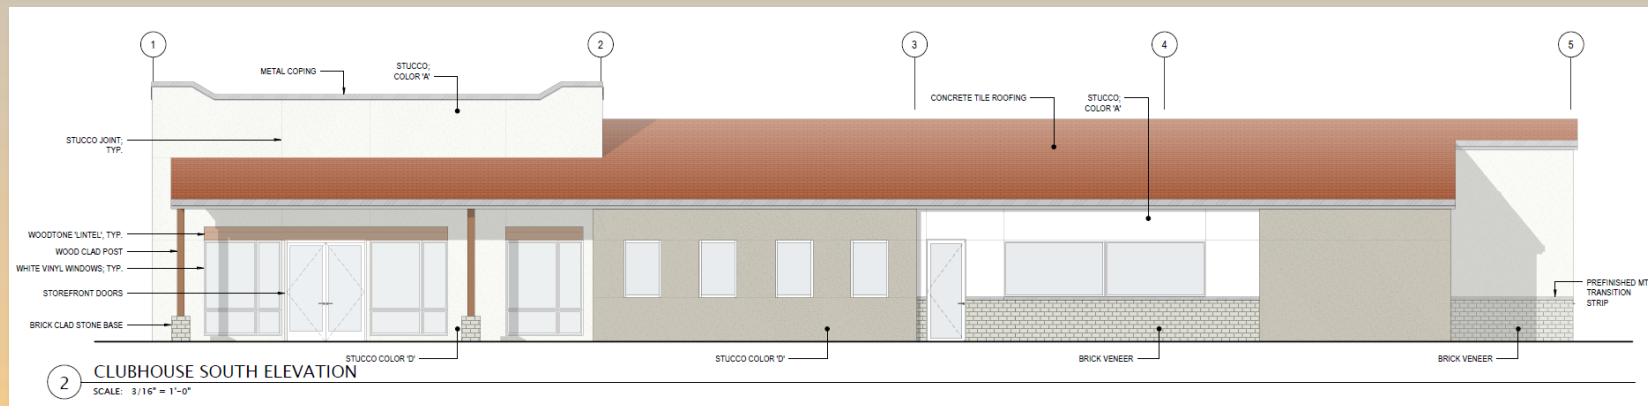 1
2
3
4
5
METAL COPING
STUCCO;
COLOR 'A'
CONCRETE TILE ROOFING
STUCCO;
COLOR 'A'
STUCCO JOINT;
TYP.
WOODTONE 'LINTEL', TYP.
WOOD CLAD POST
WHITE VINYL WINDOWS; TYP.
STOREFRONT DOORS
BRICK CLAD STONE BASE
PREFINISHED MT
TRANSITION
STRIP
STUCCO COLOR 'D'
STUCCO COLOR 'D'
BRICK VENEER
BRICK VENEER
2
CLUBHOUSE SOUTH ELEVATION
SCALE: 3/16" = 1'-0"